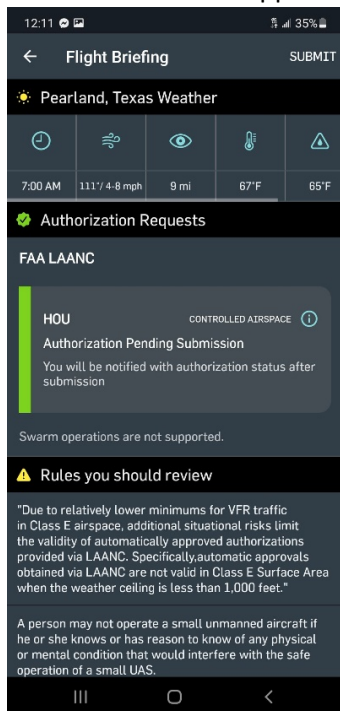 12:11
35%
Flight Briefing
SUBMIT
Pearland, Texas Weather
7:00 AM
111°/ 4-8 mph
9 mi
67°F
65°F
Authorization Requests
FAA LAANC
HOU
CONTROLLED AIRSPACE
Authorization Pending Submission
You will be notified with authorization status after
submission
Swarm operations are not supported.
Rules you should review
"Due to relatively lower minimums for VFR traffic
in Class E airspace, additional situational risks limit
the validity of automatically approved authorizations
provided via LAANC. Specifically,automatic approvals
obtained via LAANC are not valid in Class E Surface Area
when the weather ceiling is less than 1,000 feet."
A person may not operate a small unmanned aircraft if
he or she knows or has reason to know of any physical
or mental condition that would interfere with the safe
operation of a small UAS.